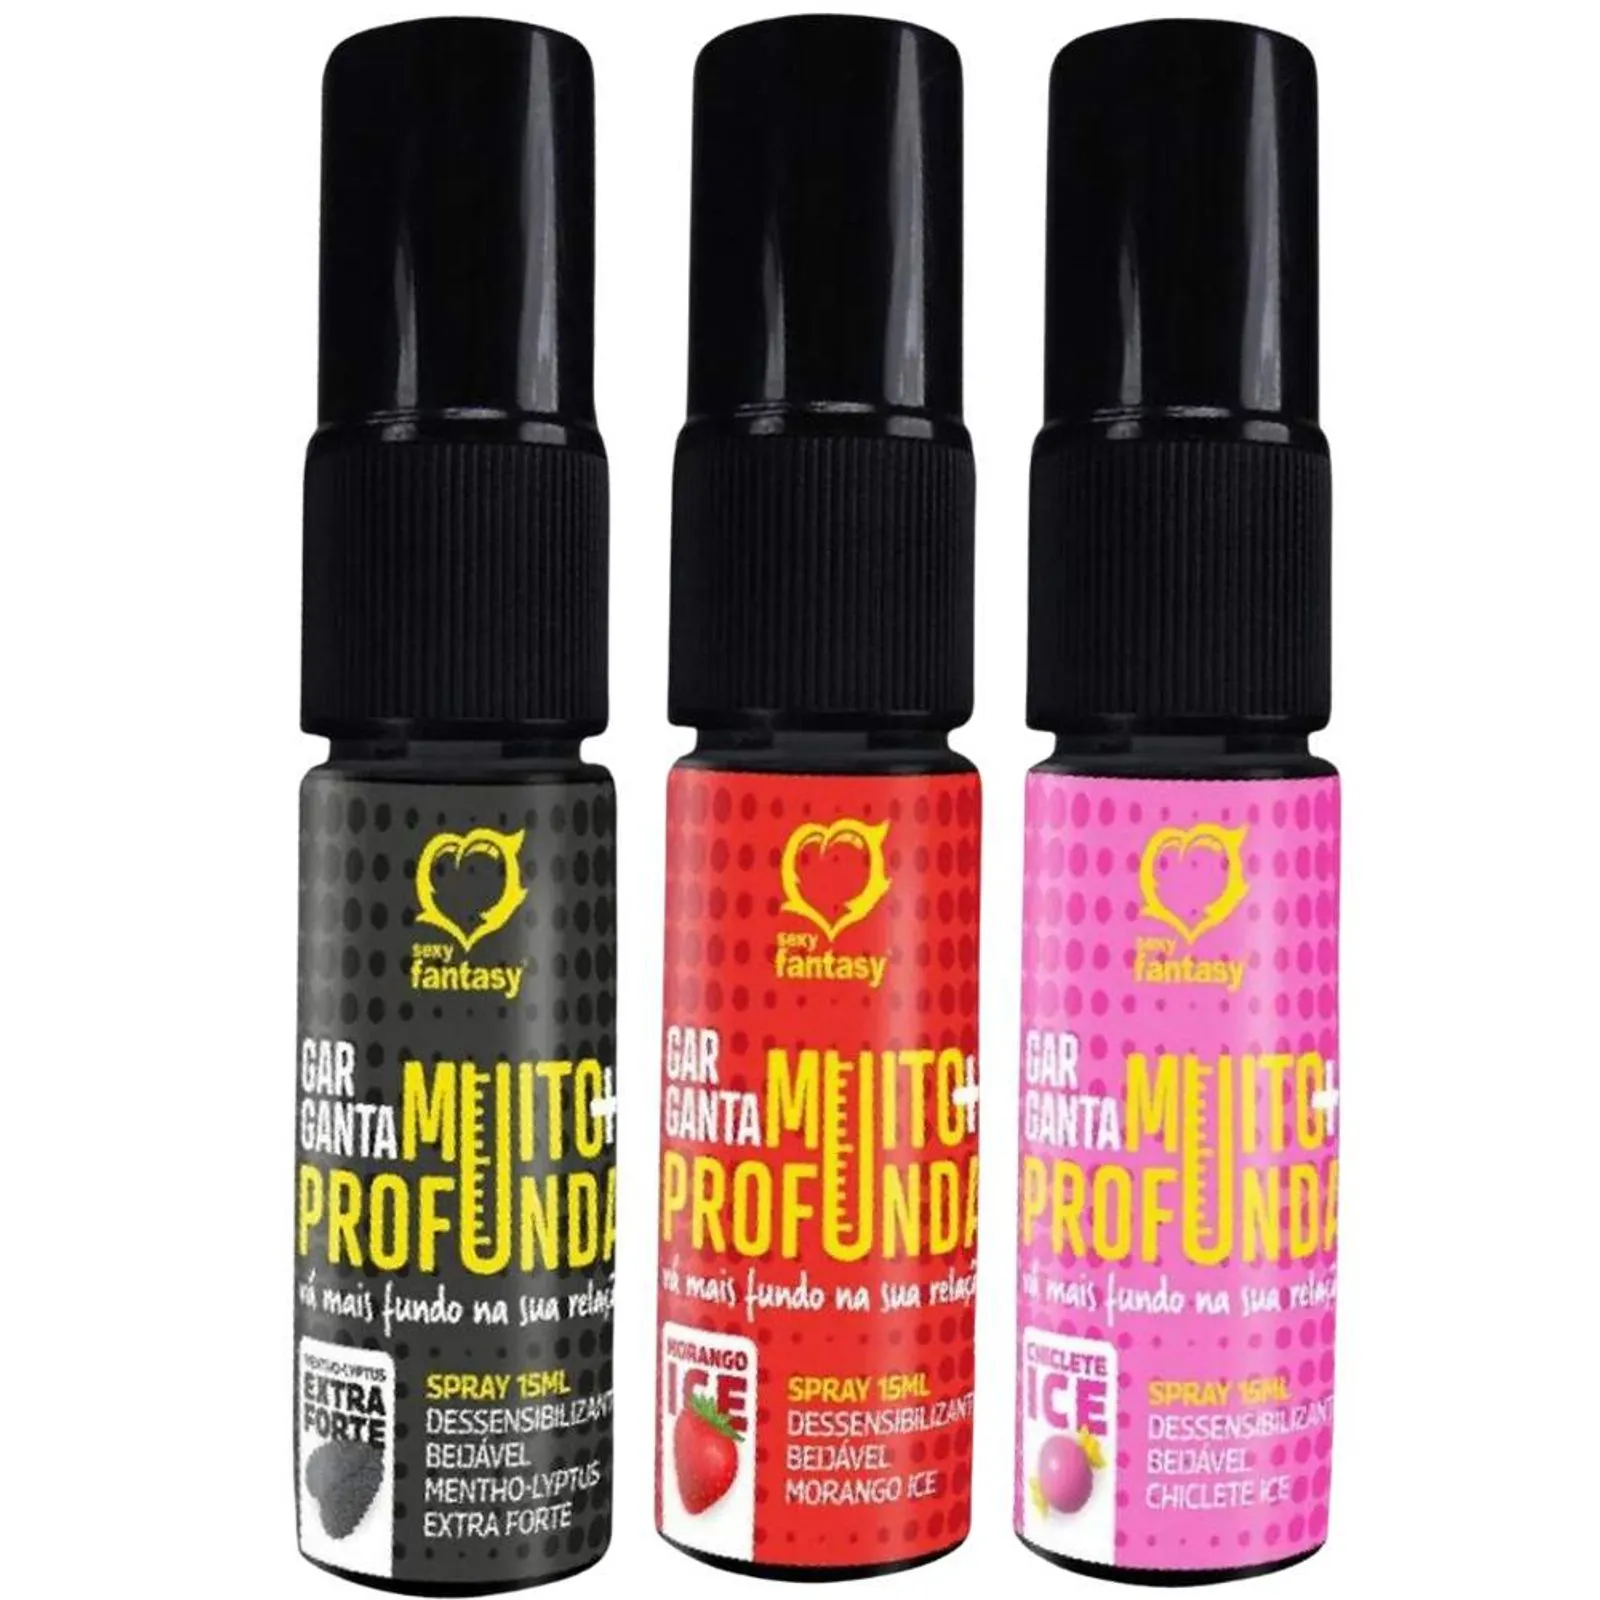 sexy
fantasy
GAR
GANTA MUITO+
PROFUNDA
vá mais fundo na sua
MENTHO-LYPTUS
EXTRA
FORTE
SPRAY 15ML
BEIJÁVEL
MENTHO-LYPTUS
EXTRA FORTE
sexy
fantasy
GAR
GANTA MUITO+
PROFUNDA
vá mais fundo na sua
MORANGO
ICE
SPRAY 15ML
BEIJÁVEL
MORANGO ICE
sexy
fantasy
GAR
GANTA MUITO+
PROFUNDA
vá mais fundo na sua
CHICLETE
ICE
SPRAY 15ML
BEIJÁVEL
CHICLETE ICE